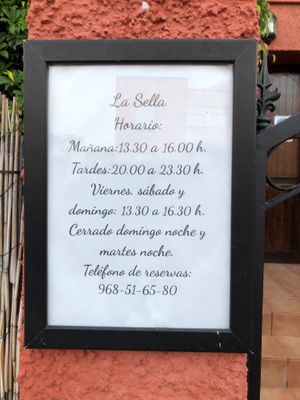 La Sella
Horario:
Mañana:13.30 a 16.00 h.
Tardes:20.00 a 23.30 h.
Viernes, sábado y
domingo: 13.30 a 16.30 h.
Cerrado domingo noche y
martes noche.
Teléfono de reservas:
968-51-65-80